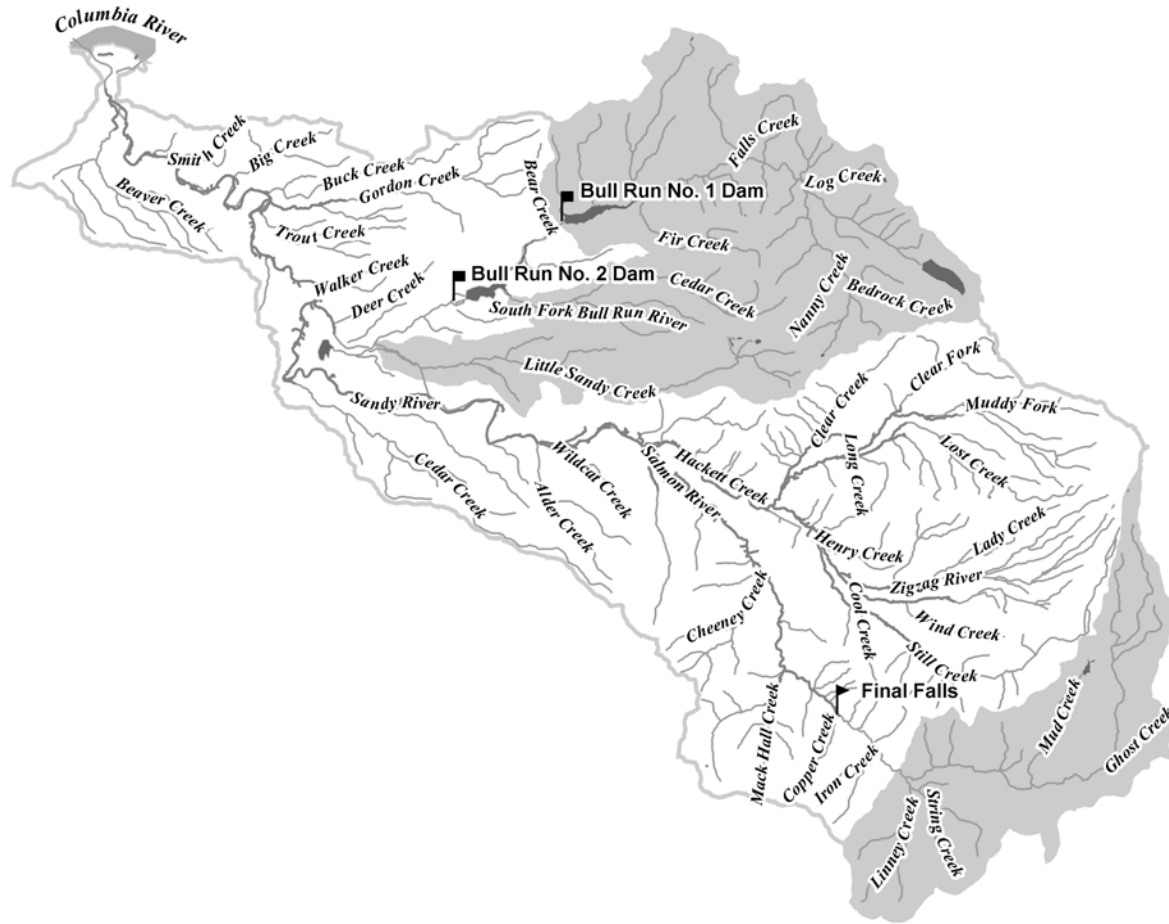 Columbia River
Smith Creek
Big Creek
Buck Creek
Gordon Creek
Beaver Creek
Trout Creek
Walker Creek
Deer Creek
Bear Creek
Bull Run No. 1 Dam
Bull Run No. 2 Dam
Falls Creek
Log Creek
Fir Creek
Cedar Creek
Nanny Creek
Bedrock Creek
South Fork Bull Run River
Little Sandy Creek
Sandy River
Cedar Creek
Alder Creek
Wildcat Creek
Salmon River
Hackett Creek
Clear Creek
Long Creek
Clear Fork
Muddy Fork
Lost Creek
Lady Creek
Henry Creek
Zigzag River
Wind Creek
Cool Creek
Still Creek
Cheeney Creek
Final Falls
Mack Hall Creek
Copper Creek
Iron Creek
Mud Creek
Ghost Creek
Linney Creek
String Creek